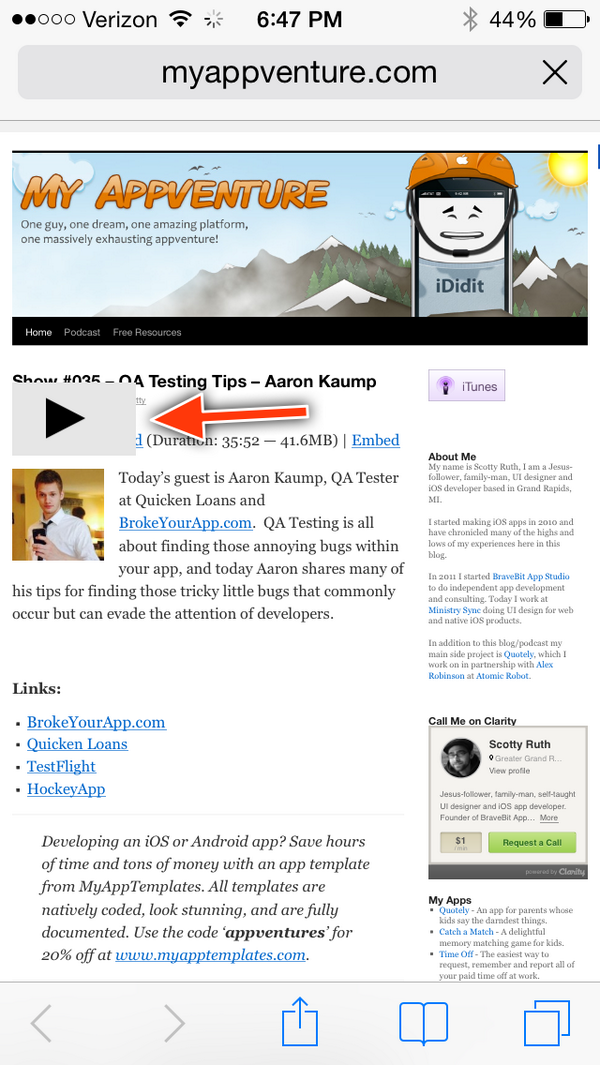 Verizon 6:47 PM 44%
myappventure.com
My Appventure
One guy, one dream, one amazing platform,
one massively exhausting appventure!
iDidit
Home Podcast Free Resources
Show #035 – QA Testing Tips – Aaron Kaump
d (Duration: 35:52 — 41.6MB) | Embed
Today's guest is Aaron Kaump, QA Tester
at Quicken Loans and
BrokeYourApp.com. QA Testing is all
about finding those annoying bugs within
your app, and today Aaron shares many of
his tips for finding those tricky little bugs that commonly
occur but can evade the attention of developers.
Links:
BrokeYourApp.com
Quicken Loans
TestFlight
HockeyApp
Developing an iOS or Android app? Save hours
of time and tons of money with an app template
from MyAppTemplates. All templates are
natively coded, look stunning, and are fully
documented. Use the code ‘appventures’ for
20% off at www.myapptemplates.com.
iTunes
About Me
My name is Scotty Ruth, I am a Jesus-
follower, family-man, UI designer and
iOS developer based in Grand Rapids,
MI.
I started making iOS apps in 2010 and
have chronicled many of the highs and
lows of my experiences here in this
blog.
In 2011 I started BraveBit App Studio
to do independent app development
and consulting. Today I work at
Ministry Sync doing UI design for web
and native iOS products.
In addition to this blog/podcast my
main side project is Quotely, which I
work on in partnership with Alex
Robinson at Atomic Robot.
Call Me on Clarity
Scotty Ruth
Greater Grand R...
View profile
Jesus-follower, family-man, self-taught
UI designer and iOS app developer.
Founder of BraveBit App... More
$1
/ min
Request a Call
powered by Clarity
My Apps
Quotely - An app for parents whose
kids say the darndest things.
Catch a Match - A delightful
memory matching game for kids.
Time Off - The easiest way to
request, remember and report all of
your paid time off at work.